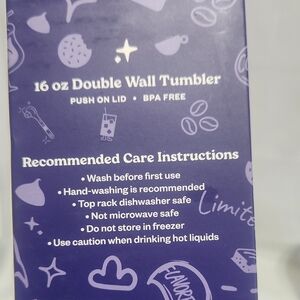 16 oz Double Wall Tumbler
PUSH ON LID • BPA FREE
Recommended Care Instructions
• Wash before first use
• Hand-washing is recommended
• Top rack dishwasher safe
• Not microwave safe
• Do not store in freezer
• Use caution when drinking hot liquids